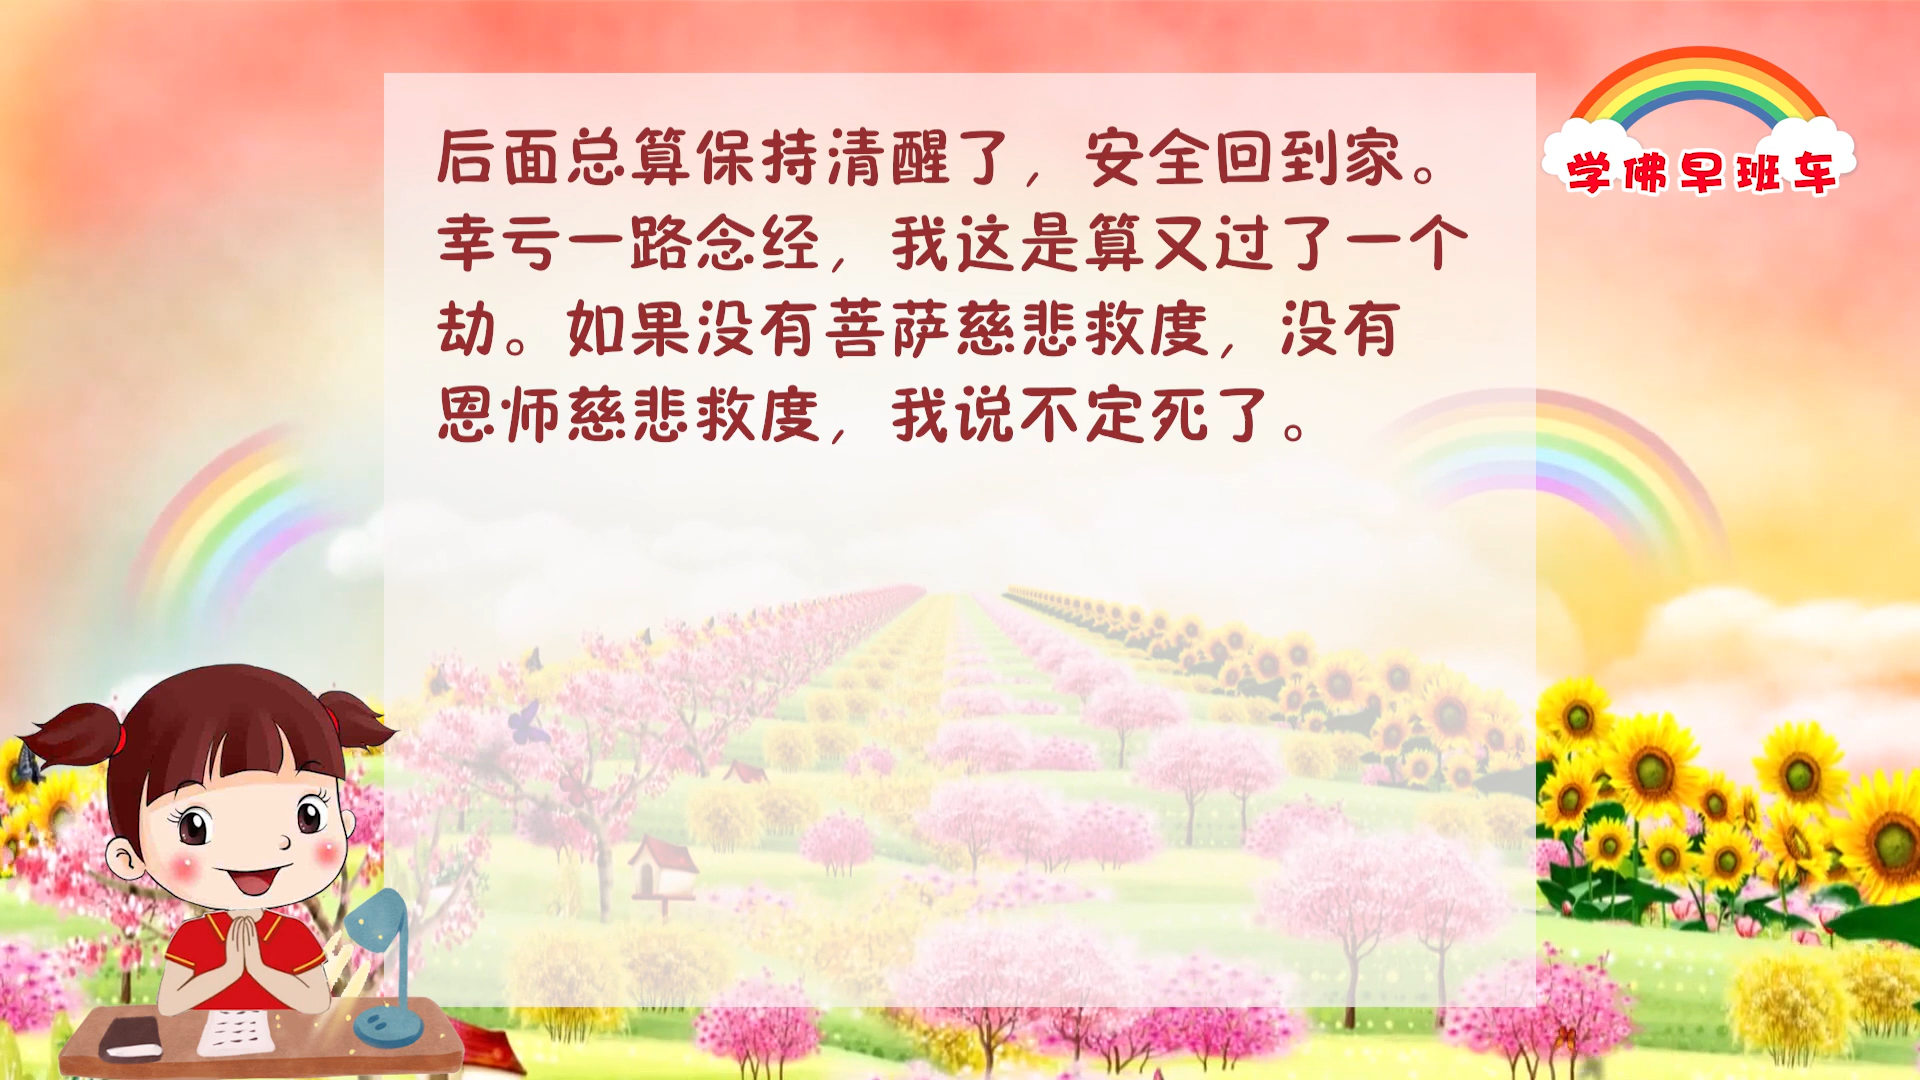 后面总算保持清醒了，安全回到家。
幸亏一路念经，我这是算又过了一个
劫。如果没有菩萨慈悲救度，没有
恩师慈悲救度，我说不定死了。
学佛早班车